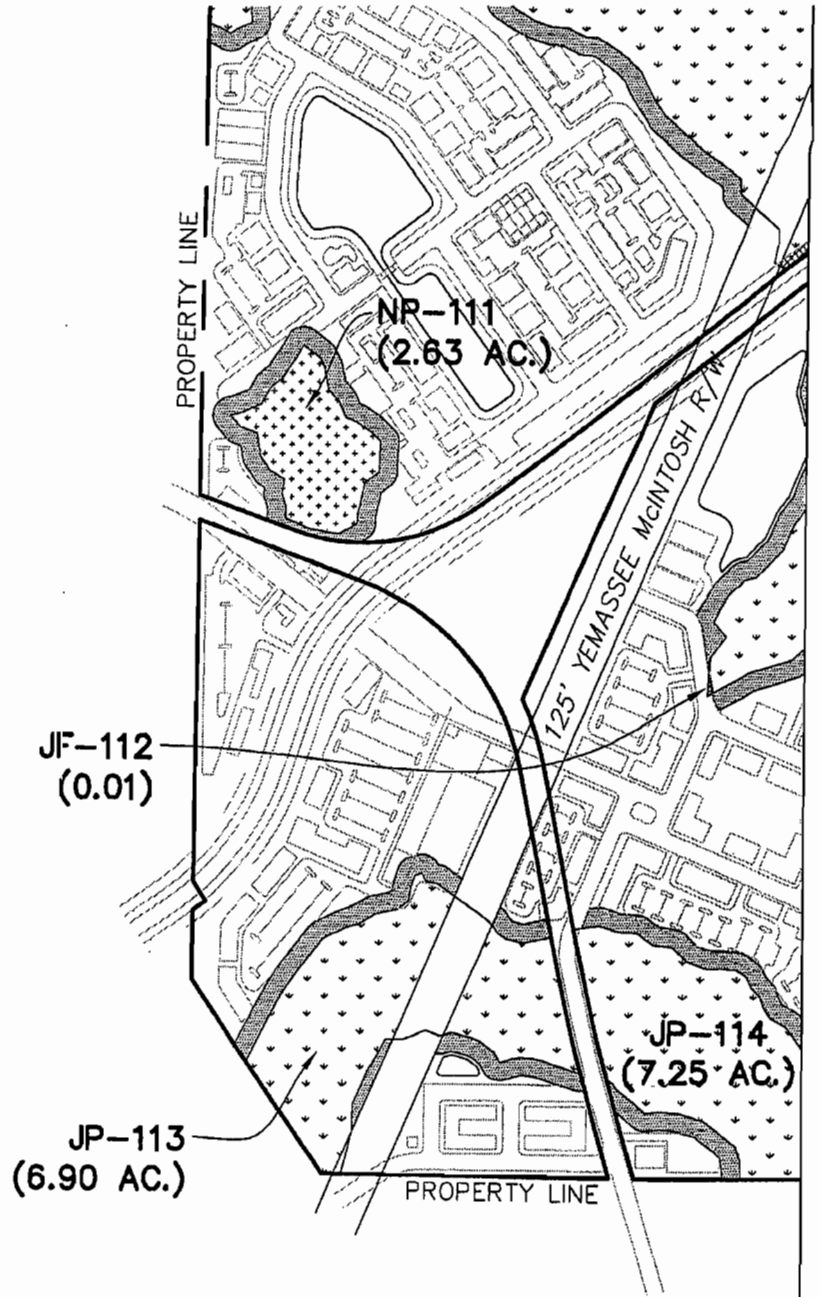 PROPERTY LINE
NP-111
(2.63 AC.)
125' YEMASSEE McINTOSH R/W
JF-112
(0.01)
JP-114
(7.25 AC.)
JP-113
(6.90 AC.)
PROPERTY LINE